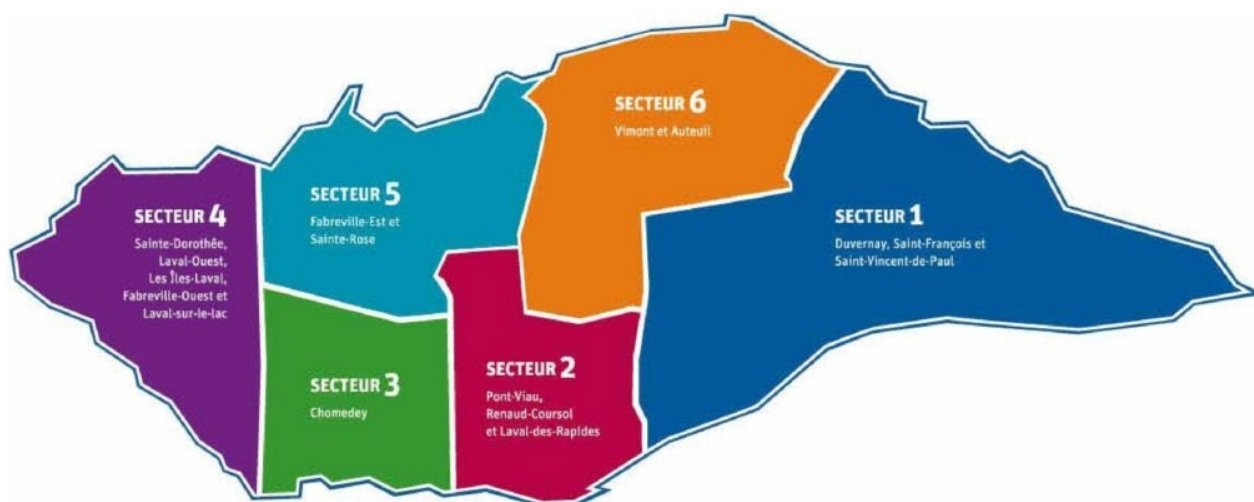 SECTEUR 6
Vimont et Auteuil
SECTEUR 5
Fabreville-Est et
Sainte-Rose
SECTEUR 4
Sainte-Dorothée,
Laval-Ouest,
Les Îles-Laval,
Fabreville-Ouest et
Laval-sur-le-lac
SECTEUR 1
Duvernay, Saint-François et
Saint-Vincent-de-Paul
SECTEUR 3
Chomedey
SECTEUR 2
Pont-Viau,
Renaud-Coursol
et Laval-des-Rapides